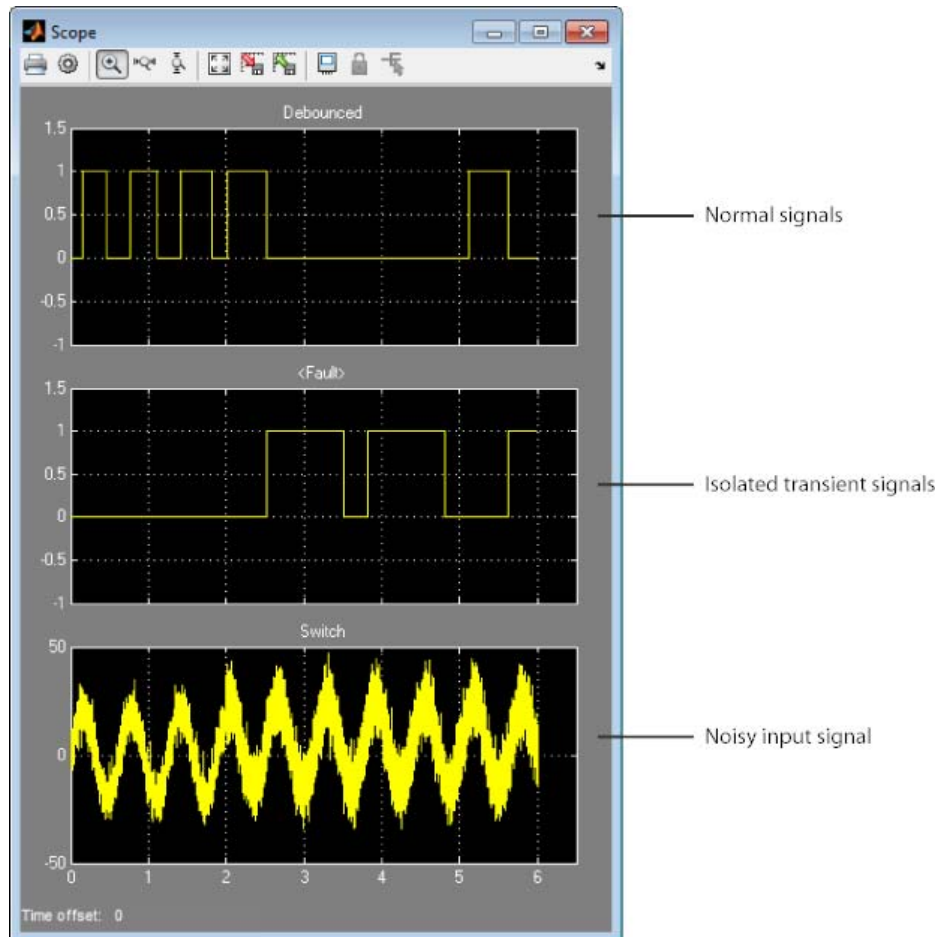 Scope
Debounced
1.5
1
0.5
0
-0.5
-1
Normal signals
<Fault>
1.5
1
0.5
0
-0.5
-1
Isolated transient signals
Switch
50
0
-50
Noisy input signal
0 1 2 3 4 5 6
Time offset: 0